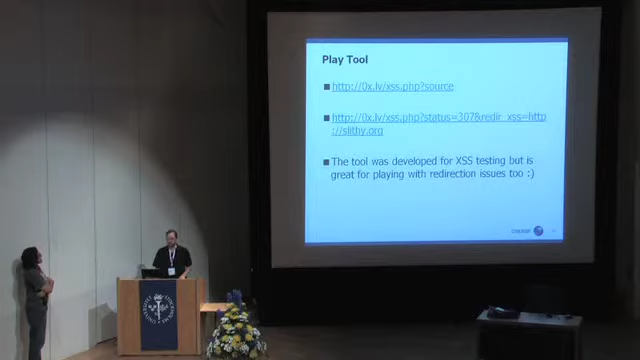 Play Tool
http://0x.lv/xss.php?source
http://0x.lv/xss.php?status=307&redir_xss=http
://slithy.org
The tool was developed for XSS testing but is
great for playing with redirection issues too :)
OWASP